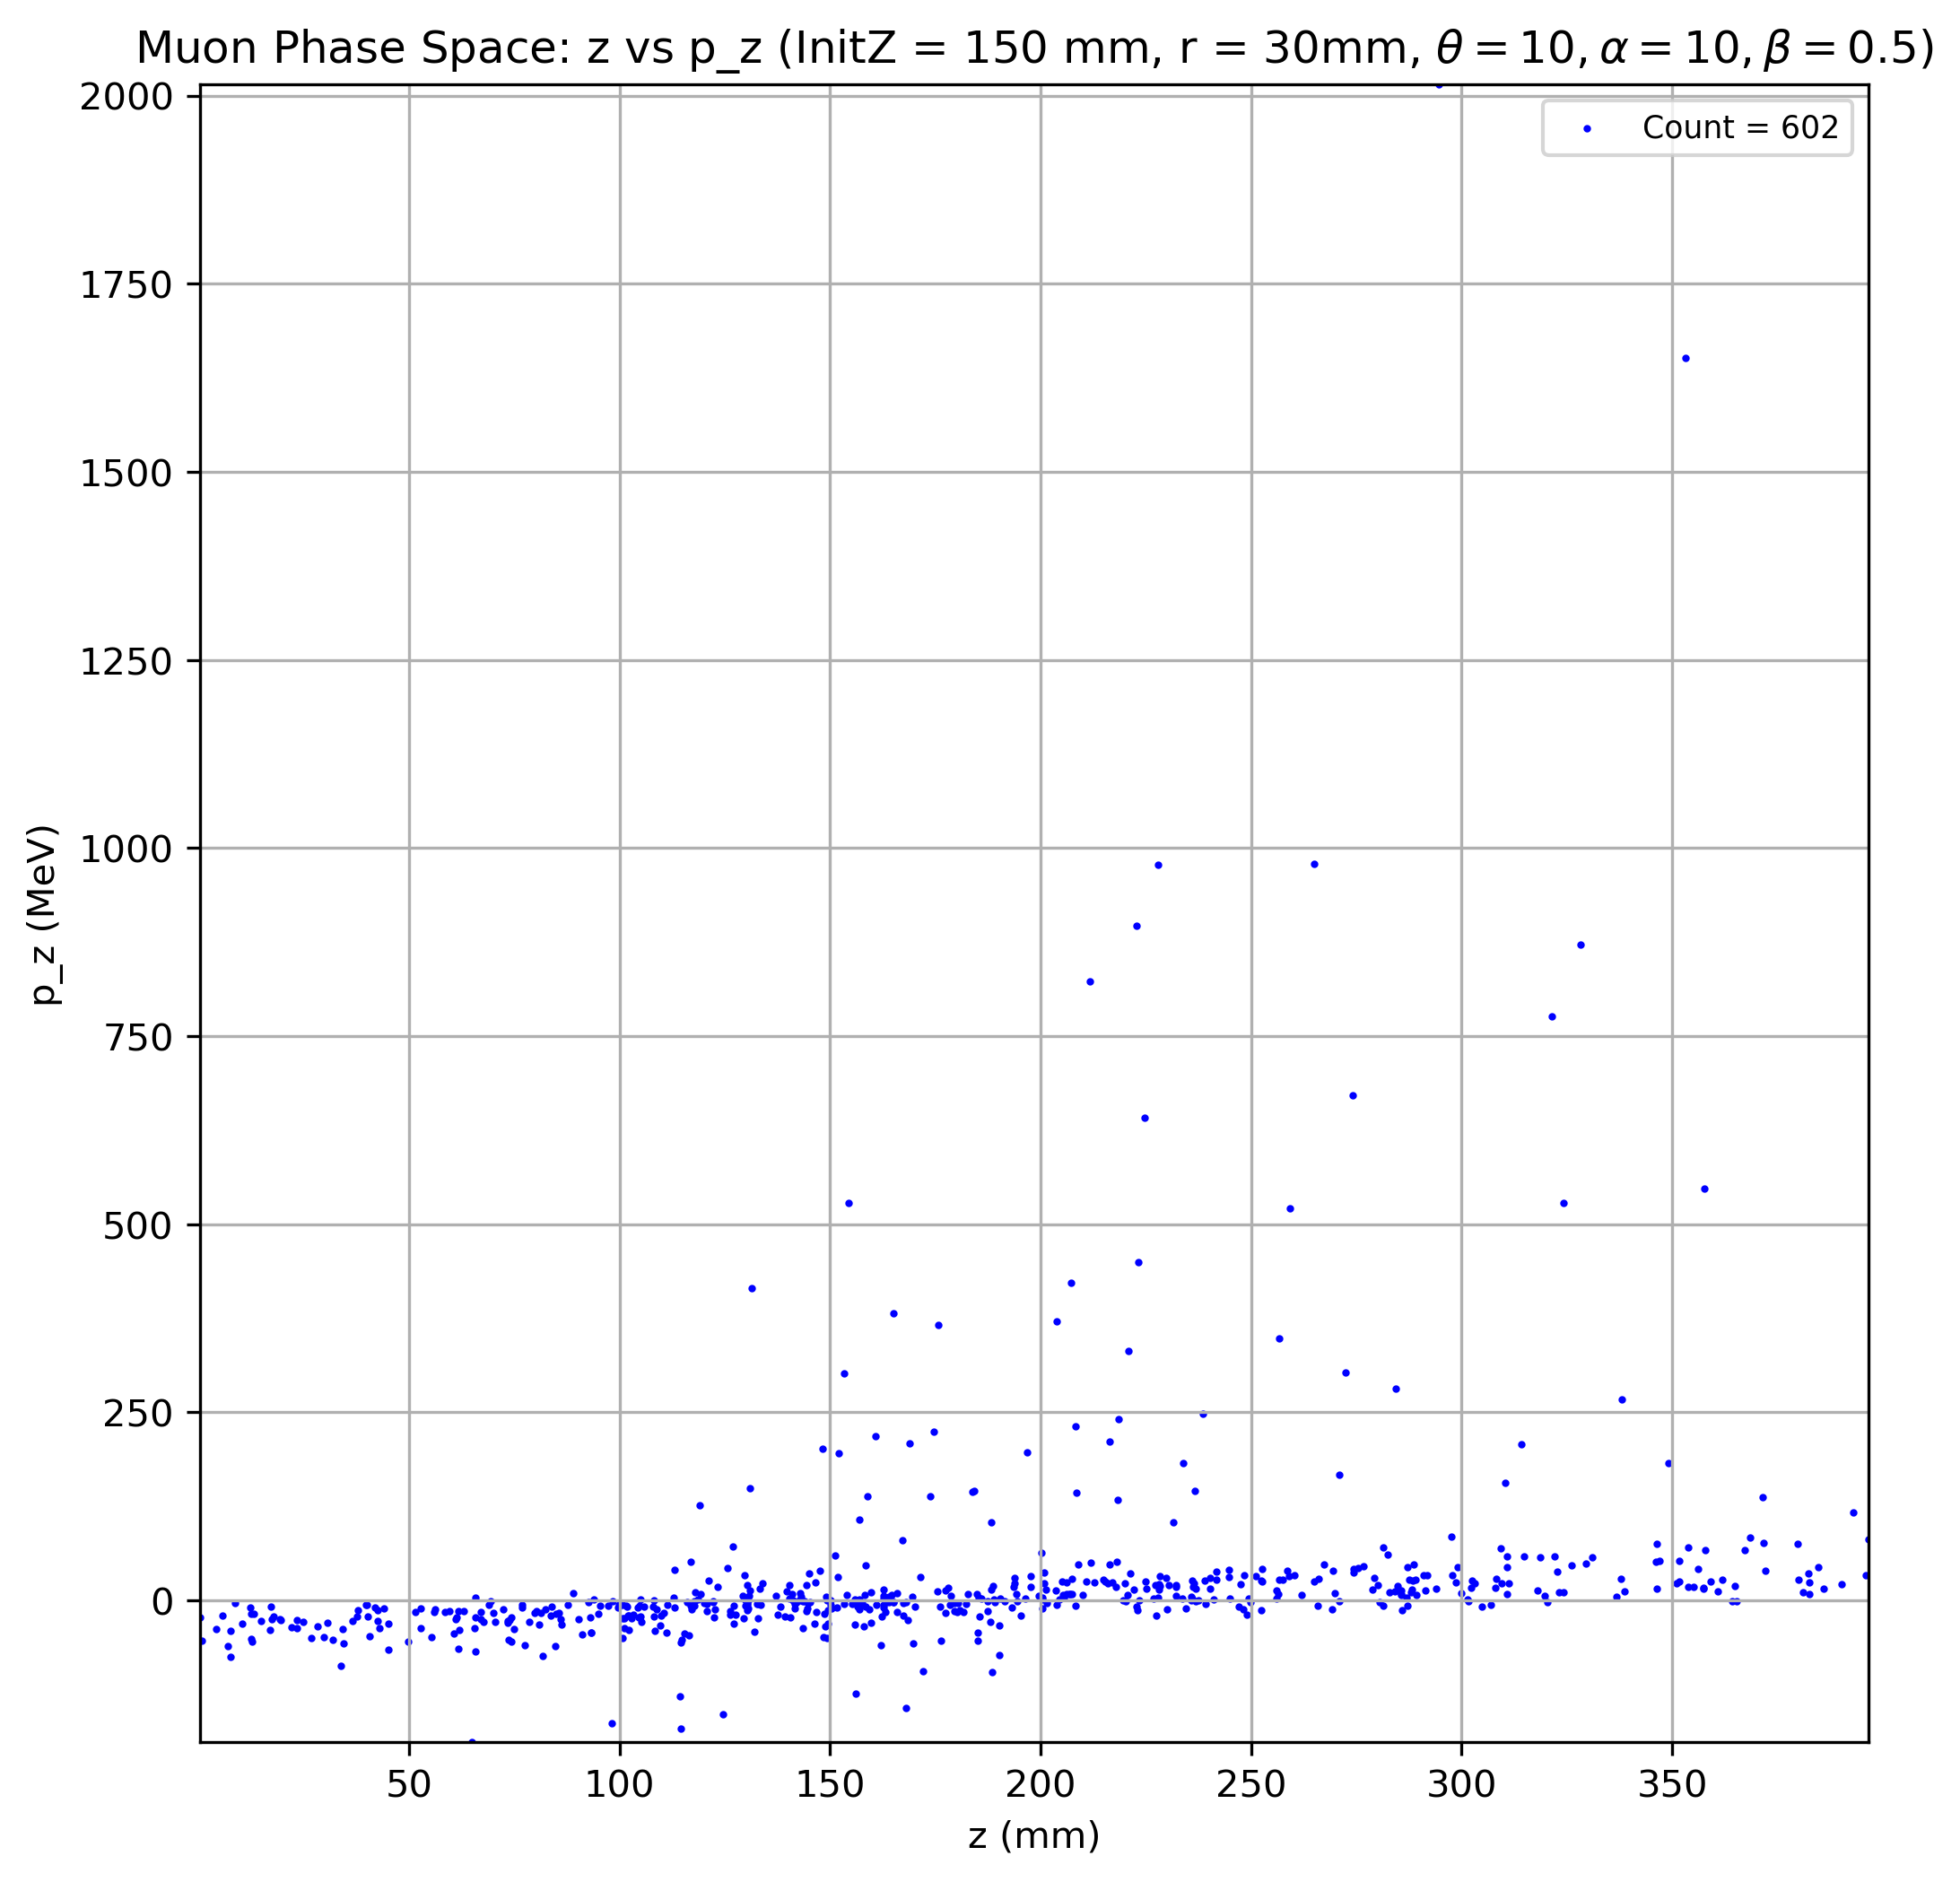 Muon Phase Space: z vs p_z (InitZ = 150 mm, r = 30mm, θ = 10, α = 10, β = 0.5)
Count = 602
2000
1750
1500
1250
1000
750
500
250
0
p_z (MeV)
50 100 150 200 250 300 350
z (mm)